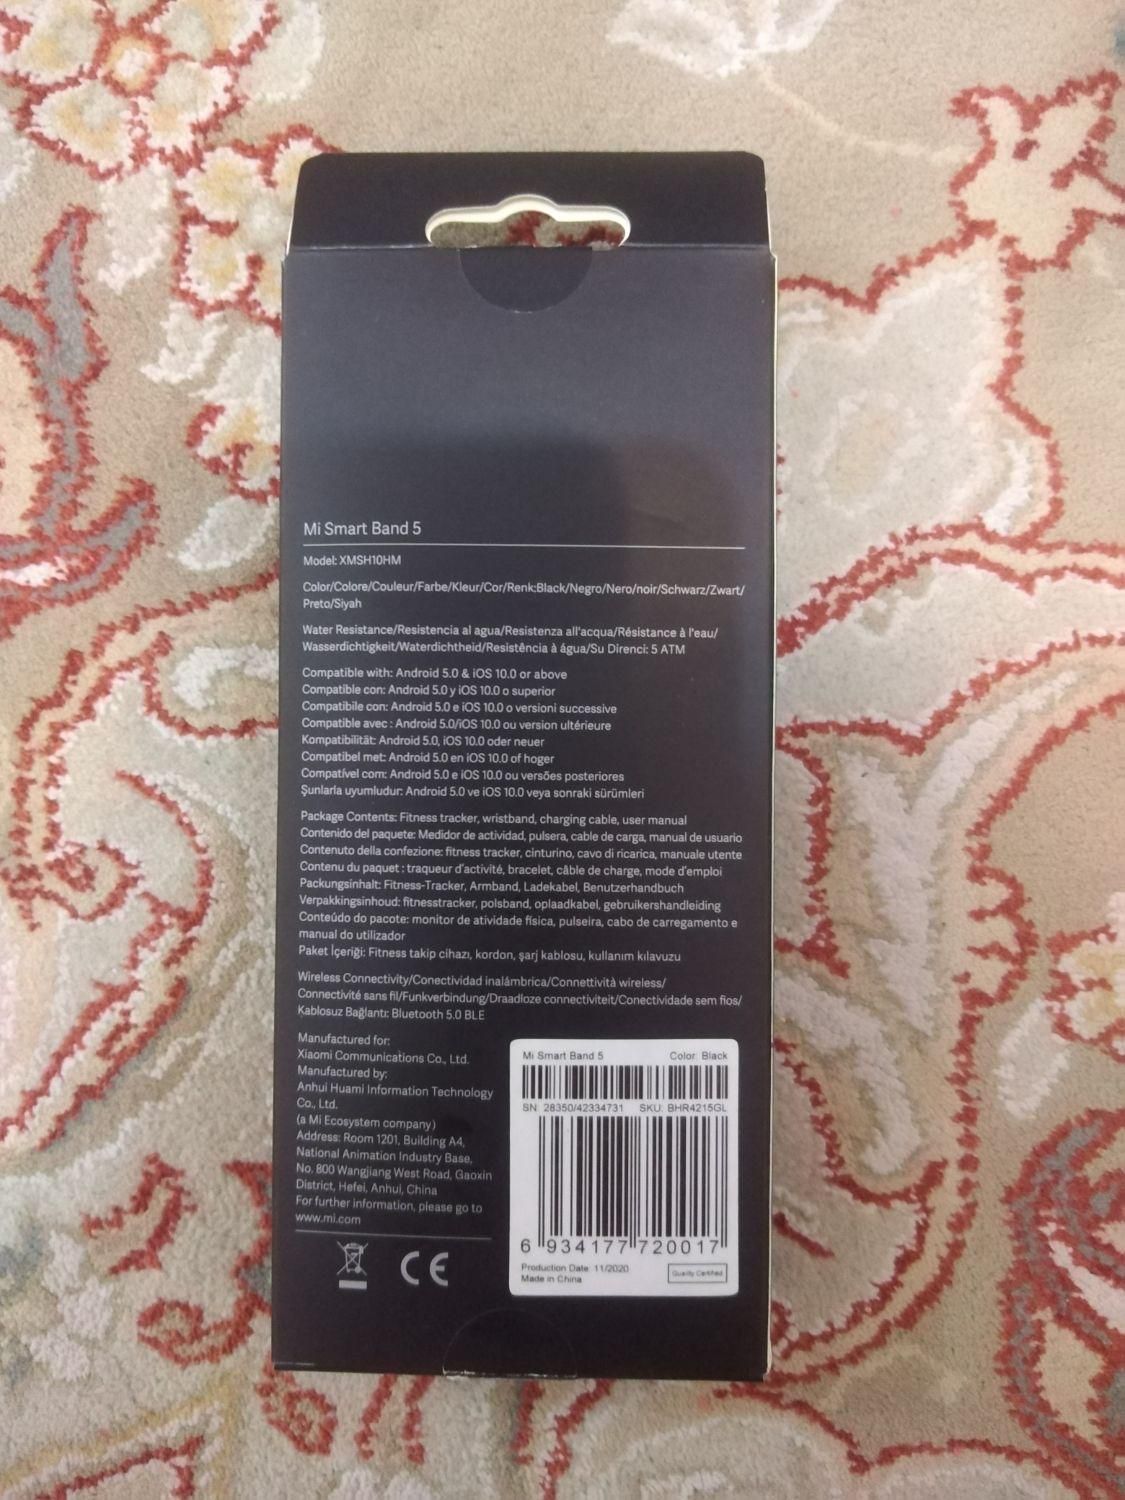 Mi Smart Band 5
Model: XMSH10HM
Color/Colore/Couleur/Farbe/Kleur/Cor/Renk:Black/Negro/Nero/noir/Schwarz/Zwart/
Preto/Siyah
Water Resistance/Resistencia al agua/Resistenza all'acqua/Résistance à l'eau/
Wasserdichtigkeit/Waterdichtheid/Resistência à água/Su Direnci: 5 ATM
Compatible with: Android 5.0 & iOS 10.0 or above
Compatible con: Android 5.0 y iOS 10.0 o superior
Compatibile con: Android 5.0 e iOS 10.0 o versioni successive
Compatible avec : Android 5.0/iOS 10.0 ou version ultérieure
Kompatibilität: Android 5.0, iOS 10.0 oder neuer
Compatibel met: Android 5.0 en iOS 10.0 of hoger
Compatível com: Android 5.0 e iOS 10.0 ou versões posteriores
Şunlarla uyumludur: Android 5.0 ve iOS 10.0 veya sonraki sürümleri
Package Contents: Fitness tracker, wristband, charging cable, user manual
Contenido del paquete: Medidor de actividad, pulsera, cable de carga, manual de usuario
Contenuto della confezione: fitness tracker, cinturino, cavo di ricarica, manuale utente
Contenu du paquet : traqueur d'activité, bracelet, câble de charge, mode d'emploi
Packungsinhalt: Fitness-Tracker, Armband, Ladekabel, Benutzerhandbuch
Verpakkingsinhoud: fitnesstracker, polsband, oplaadkabel, gebruikershandleiding
Conteúdo do pacote: monitor de atividade física, pulseira, cabo de carregamento e
manual do utilizador
Paket İçeriği: Fitness takip cihazı, kordon, şarj kablosu, kullanım kılavuzu
Wireless Connectivity/Conectividad inalámbrica/Connettività wireless/
Connectivité sans fil/Funkverbindung/Draadloze connectiviteit/Conectividade sem fios/
Kablosuz Bağlantı: Bluetooth 5.0 BLE
Manufactured for:
Xiaomi Communications Co., Ltd.
Manufactured by:
Anhui Huami Information Technology
Co., Ltd.
(a Mi Ecosystem company)
Address: Room 1201, Building A4,
National Animation Industry Base,
No. 800 Wangjiang West Road, Gaoxin
District, Hefei, Anhui, China
For further information, please go to
www.mi.com
CE
Mi Smart Band 5 Color: Black
SN: 28350/42334731 SKU: BHR4215GL
6 934177 720017
Production Date: 11/2020
Made in China
Quality Certified